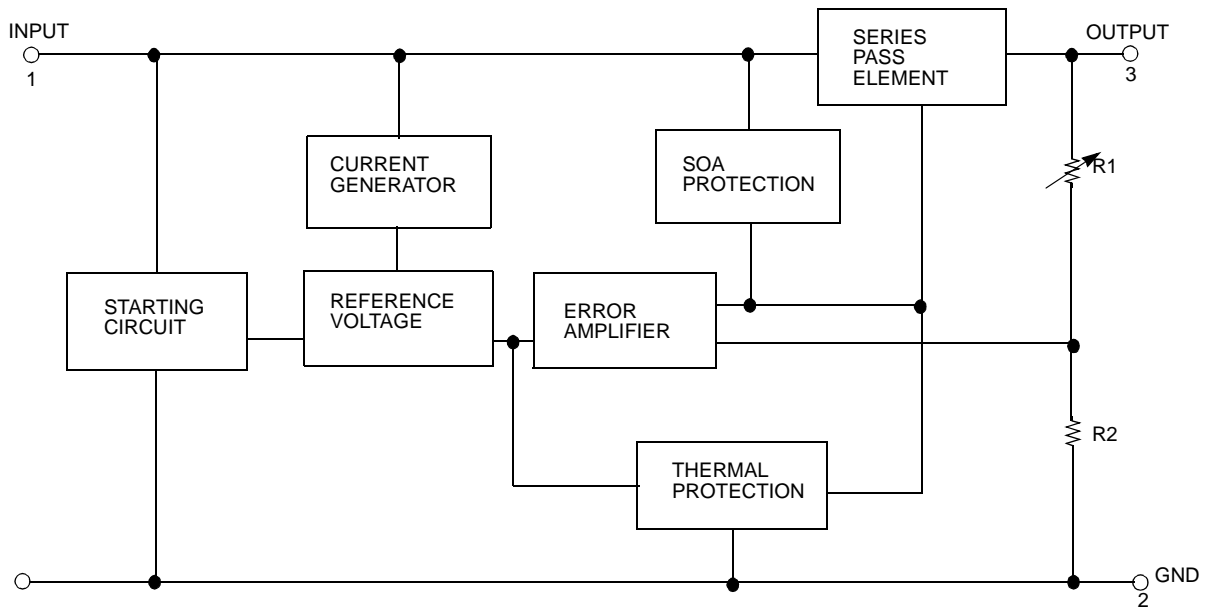 INPUT
1
SERIES
PASS
ELEMENT
OUTPUT
3
CURRENT
GENERATOR
SOA
PROTECTION
R1
STARTING
CIRCUIT
REFERENCE
VOLTAGE
ERROR
AMPLIFIER
R2
THERMAL
PROTECTION
GND
2